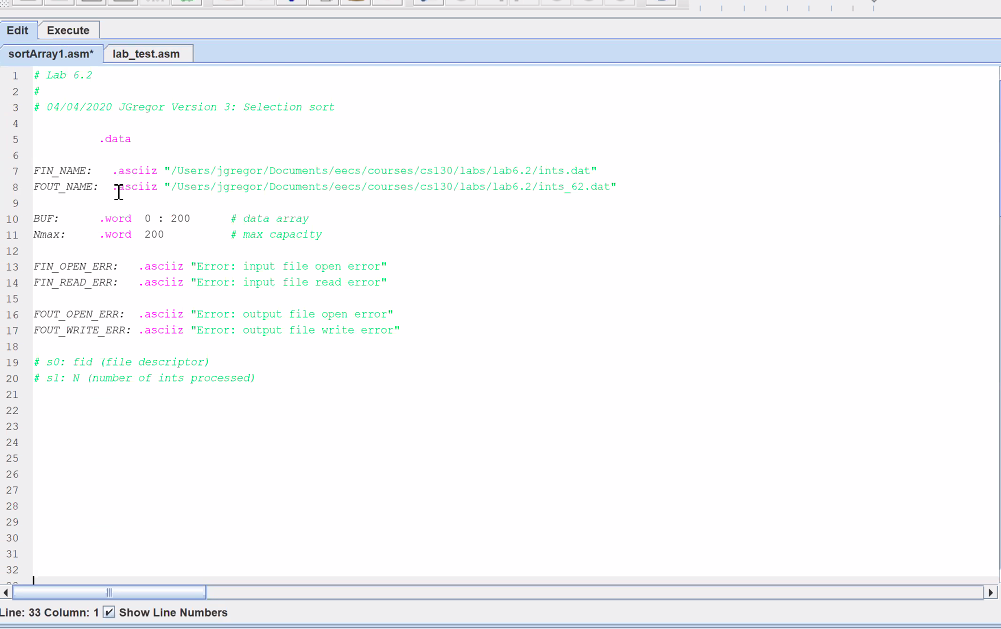 Edit Execute
sortArray1.asm* lab_test.asm
1 # Lab 6.2
2 #
3 # 04/04/2020 JGregor Version 3: Selection sort
4
5 .data
6
7 FIN_NAME: .asciiz "/Users/jgregor/Documents/eecs/courses/cs130/labs/lab6.2/ints.dat"
8 FOUT_NAME: .asciiz "/Users/jgregor/Documents/eecs/courses/cs130/labs/lab6.2/ints_62.dat"
9
10 BUF: .word 0 : 200 # data array
11 Nmax: .word 200 # max capacity
12
13 FIN_OPEN_ERR: .asciiz "Error: input file open error"
14 FIN_READ_ERR: .asciiz "Error: input file read error"
15
16 FOUT_OPEN_ERR: .asciiz "Error: output file open error"
17 FOUT_WRITE_ERR: .asciiz "Error: output file write error"
18
19 # s0: fid (file descriptor)
20 # s1: N (number of ints processed)
21
22
23
24
25
26
27
28
29
30
31
32
Line: 33 Column: 1 Show Line Numbers